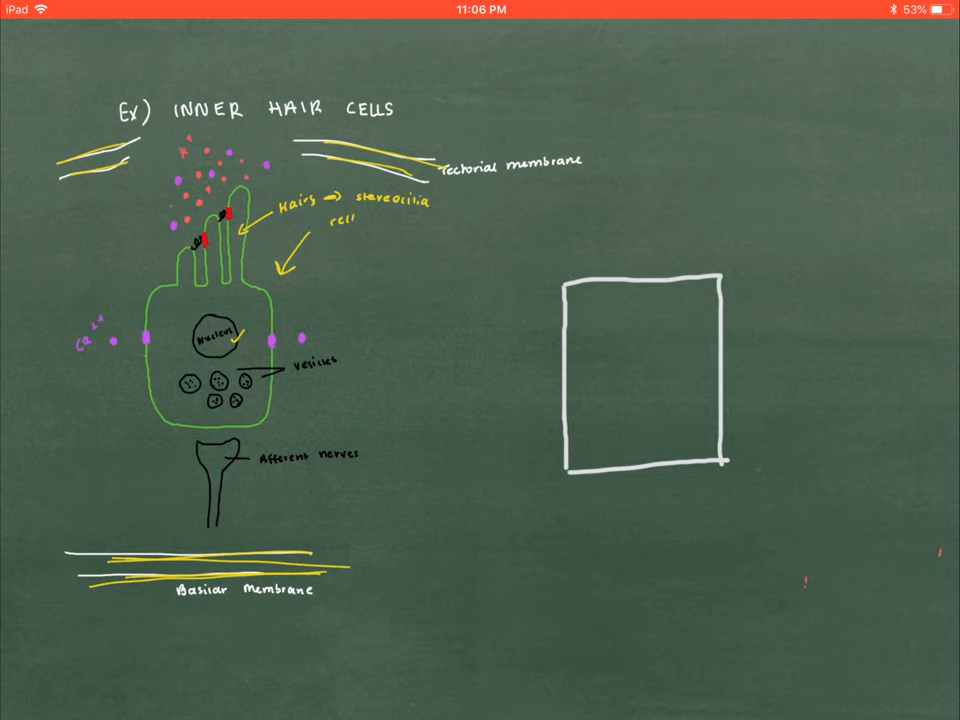 iPad
11:06 PM
53%
Ex) INNER HAIR CELLS
Tectorial membrane
Hairs → stereocilia
cell
Ca++
Nucleus
vesicles
Afferent nerves
Basilar Membrane